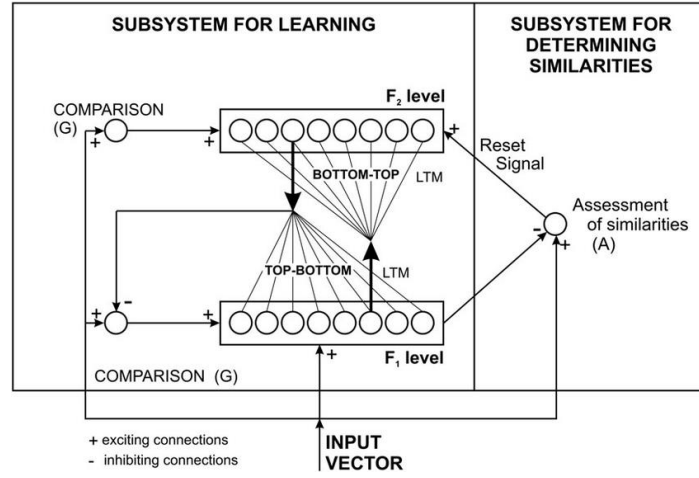 SUBSYSTEM FOR LEARNING
SUBSYSTEM FOR
DETERMINING
SIMILARITIES
F₂ level
COMPARISON
(G)
+
+
+
Reset
Signal
BOTTOM-TOP
LTM
Assessment
of similarities
(A)
-
+
TOP-BOTTOM
LTM
-
+
+
F₁ level
+
COMPARISON (G)
+ exciting connections
- inhibiting connections
INPUT
VECTOR